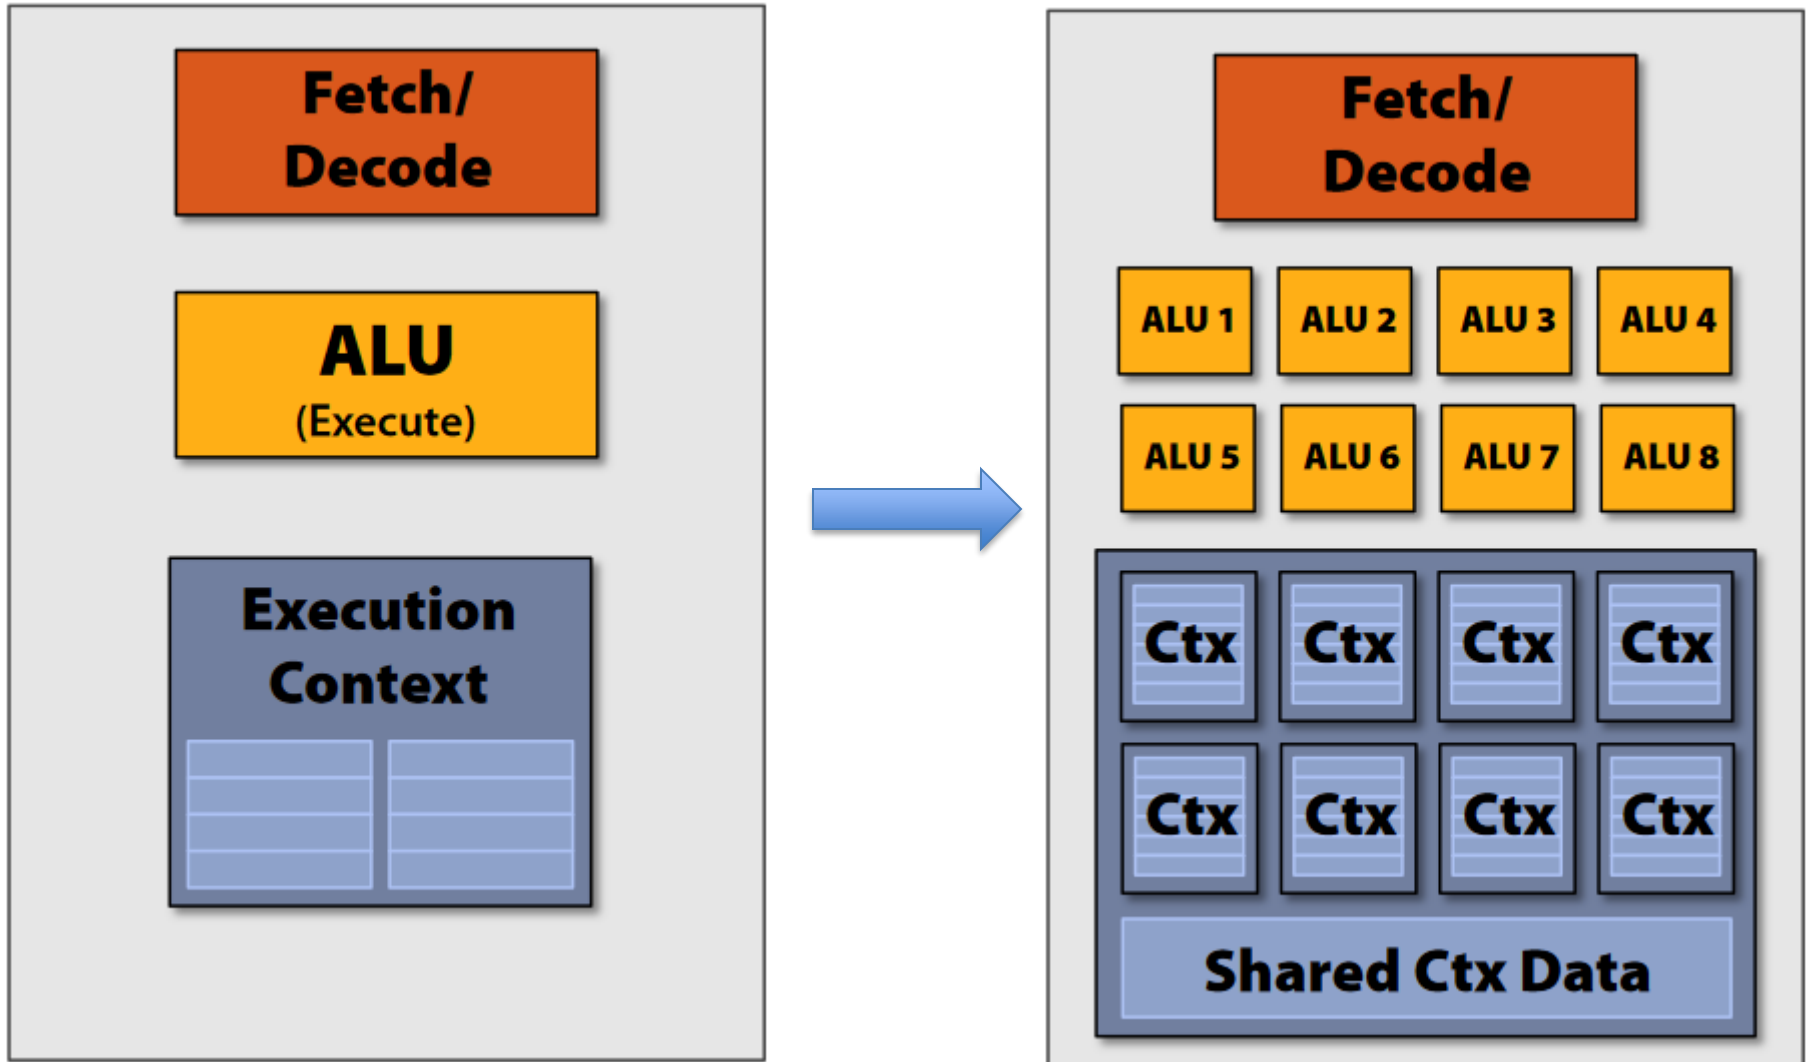 Fetch/
Decode
ALU
(Execute)
Execution
Context
Fetch/
Decode
ALU 1 ALU 2 ALU 3 ALU 4
ALU 5 ALU 6 ALU 7 ALU 8
Ctx Ctx Ctx Ctx
Ctx Ctx Ctx Ctx
Shared Ctx Data